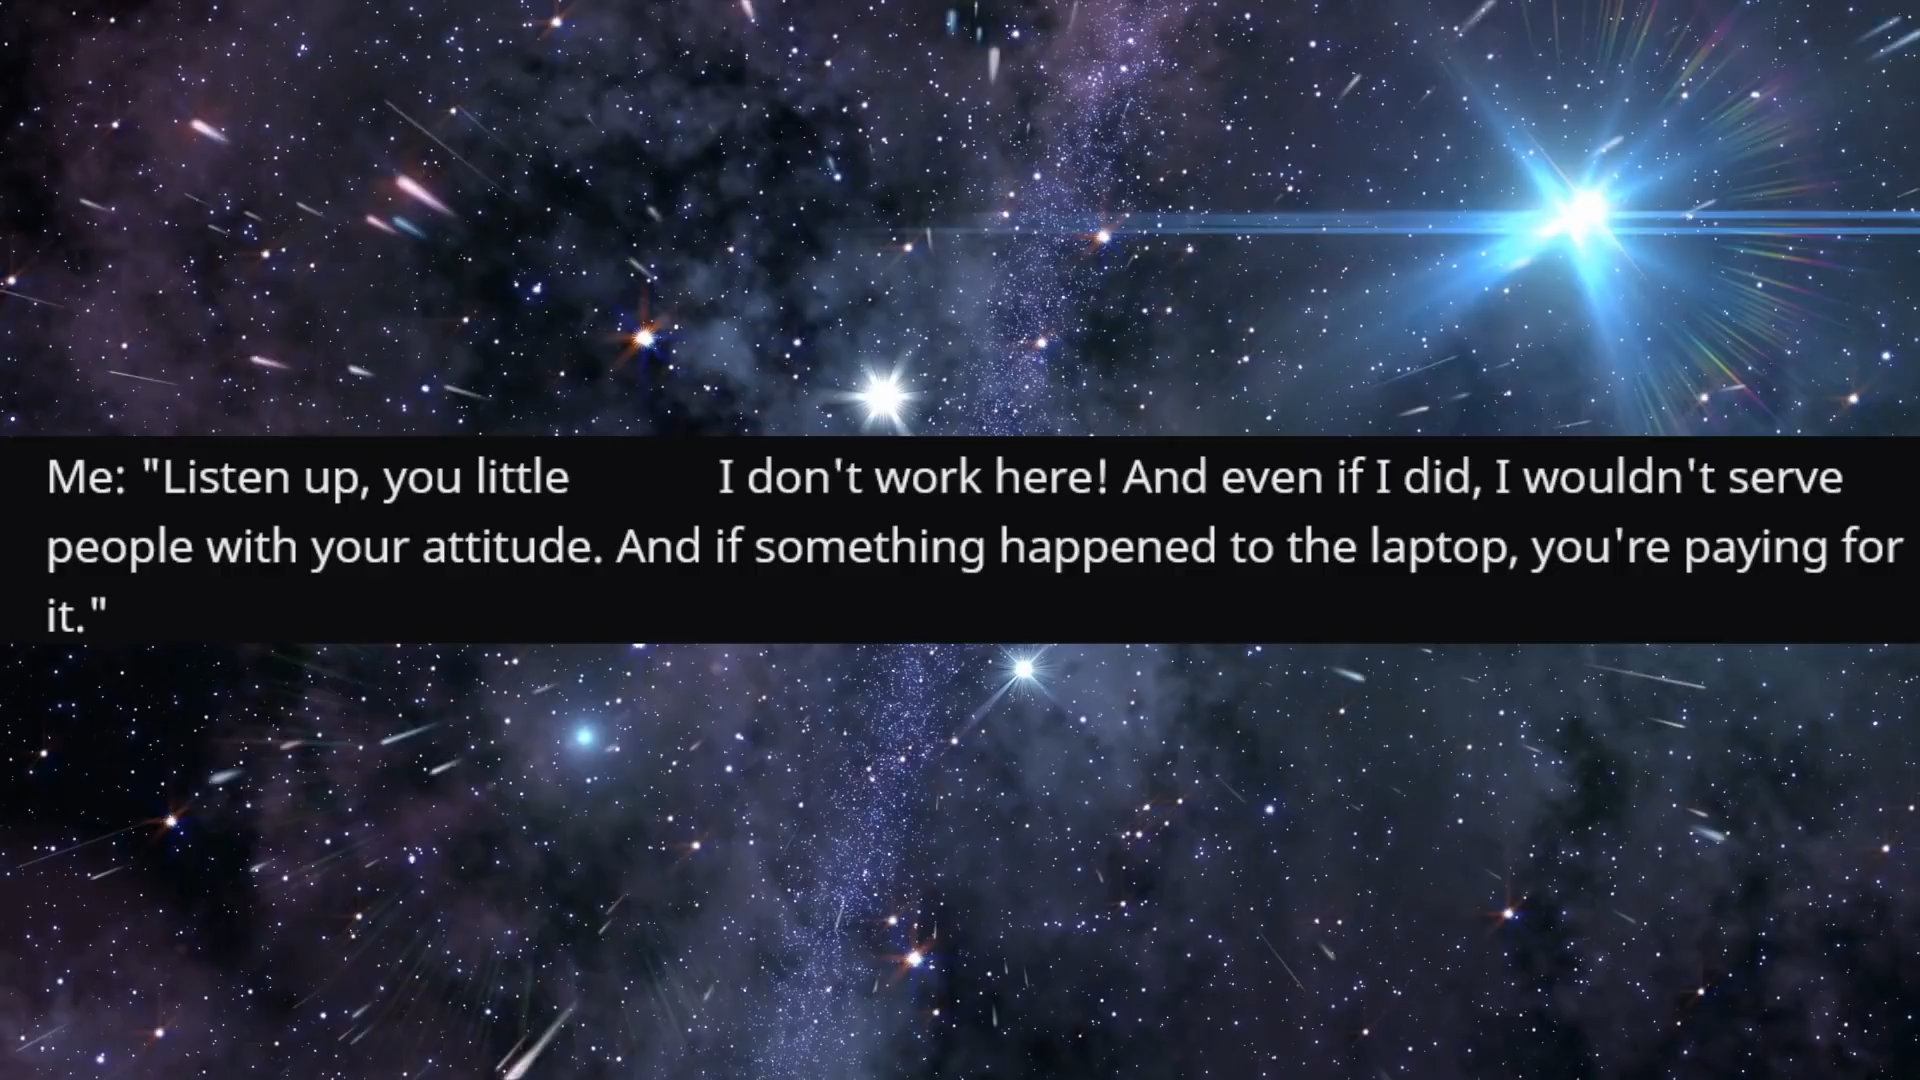 Me: "Listen up, you little I don't work here! And even if I did, I wouldn't serve
people with your attitude. And if something happened to the laptop, you're paying for
it."